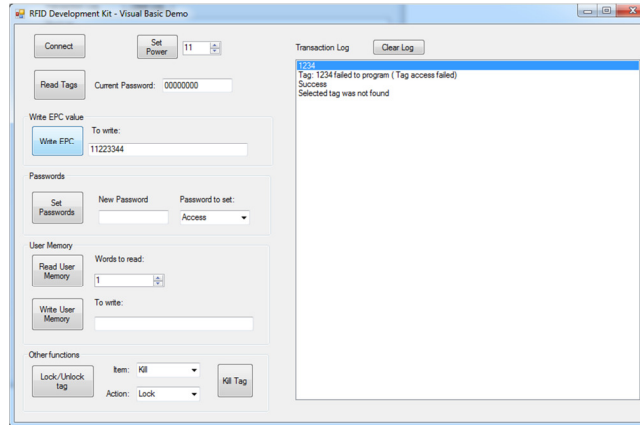 RFID Development Kit - Visual Basic Demo
Connect
Set
Power
11
Transaction Log
Clear Log
Read Tags
Current Password:
00000000
1234
Tag: 1234 failed to program ( Tag access failed)
Success
Selected tag was not found
Write EPC value
Write EPC
To write:
11223344
Passwords
Set
Passwords
New Password
Password to set:
Access
User Memory
Read User
Memory
Words to read:
1
Write User
Memory
To write:
Other functions
Lock/Unlock
tag
Item:
Kill
Action:
Lock
Kill Tag